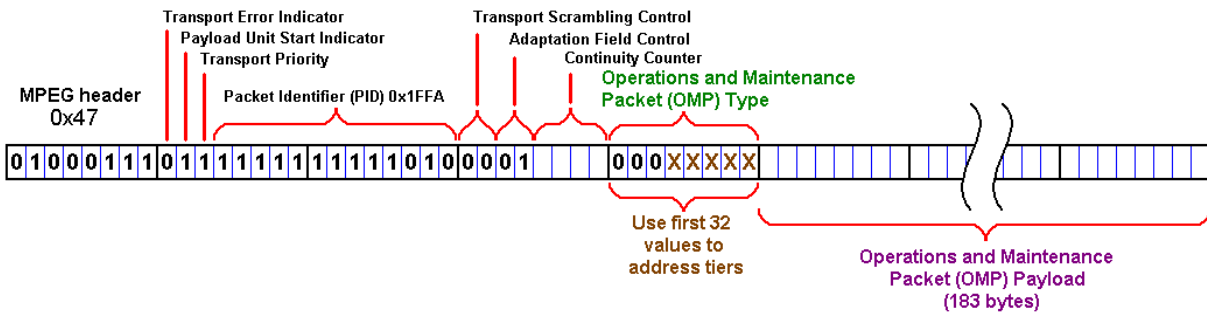 Transport Error Indicator
Payload Unit Start Indicator
Transport Priority
Transport Scrambling Control
Adaptation Field Control
Continuity Counter
MPEG header
0x47
Packet Identifier (PID) 0x1FFA
Operations and Maintenance
Packet (OMP) Type
0 1 0 0 0 1 1 1 0 1 1 1 1 1 1 1 1 1 1 1 1 0 1 0 0 0 0 1 0 0 0 X X X X X
Use first 32
values to
address tiers
Operations and Maintenance
Packet (OMP) Payload
(183 bytes)